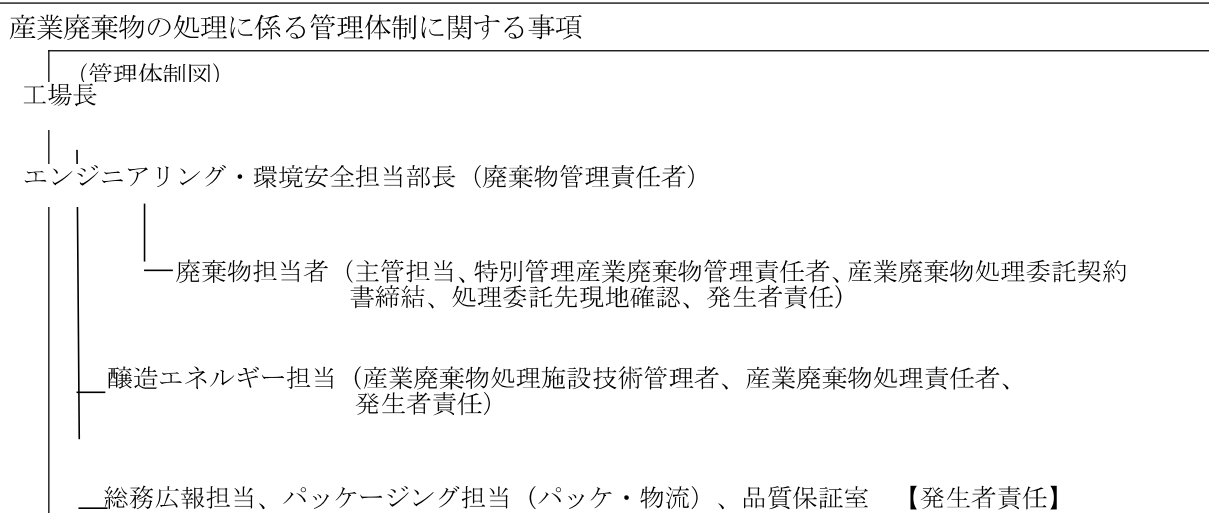 産業廃棄物の処理に係る管理体制に関する事項
（管理体制図）
工場長
エンジニアリング・環境安全担当部長（廃棄物管理責任者）
廃棄物担当者（主管担当、特別管理産業廃棄物管理責任者、産業廃棄物処理委託契約
書締結、処理委託先現地確認、発生者責任）
醸造エネルギー担当（産業廃棄物処理施設技術管理者、産業廃棄物処理責任者、
発生者責任）
総務広報担当、パッケージング担当（パッケ・物流）、品質保証室　【発生者責任】